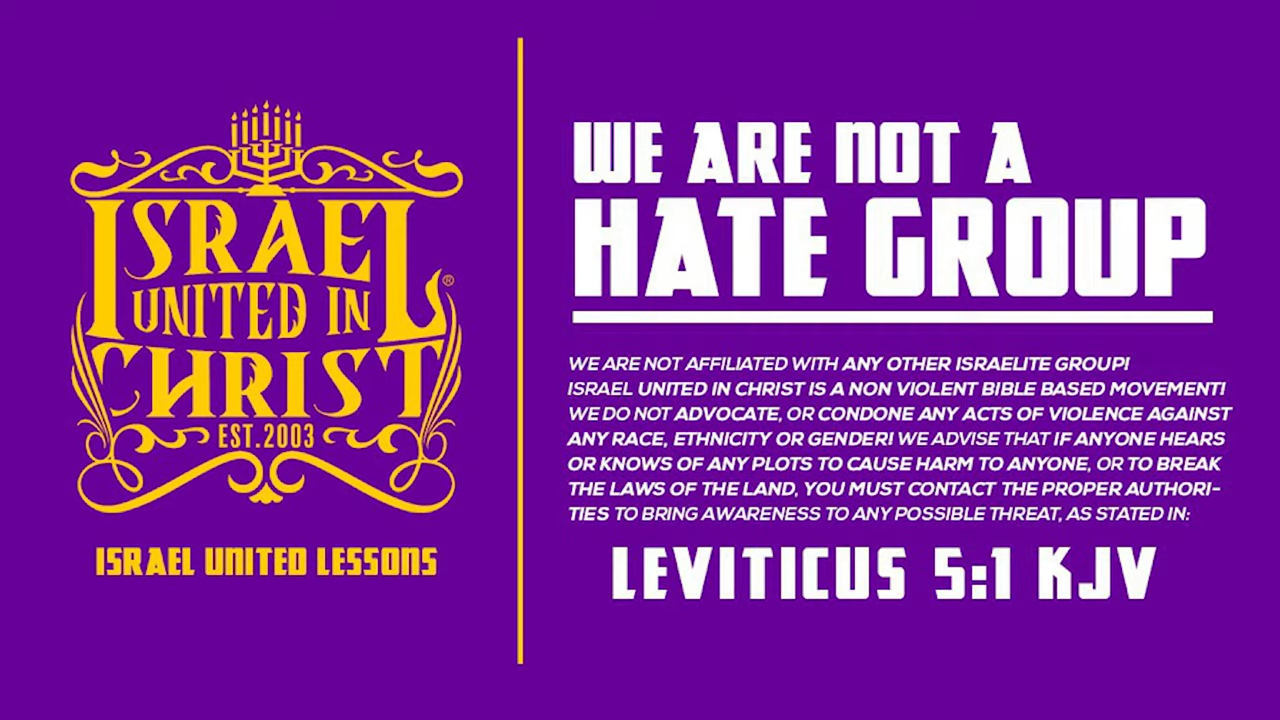 ISRAEL
UNITED IN
CHRIST
EST.2003
®
ISRAEL UNITED LESSONS
WE ARE NOT A
HATE GROUP
WE ARE NOT AFFILIATED WITH ANY OTHER ISRAELITE GROUP!
ISRAEL UNITED IN CHRIST IS A NON VIOLENT BIBLE BASED MOVEMENT!
WE DO NOT ADVOCATE, OR CONDONE ANY ACTS OF VIOLENCE AGAINST
ANY RACE, ETHNICITY OR GENDER! WE ADVISE THAT IF ANYONE HEARS
OR KNOWS OF ANY PLOTS TO CAUSE HARM TO ANYONE, OR TO BREAK
THE LAWS OF THE LAND, YOU MUST CONTACT THE PROPER AUTHORI-
TIES TO BRING AWARENESS TO ANY POSSIBLE THREAT, AS STATED IN:
LEVITICUS 5:1 KJV